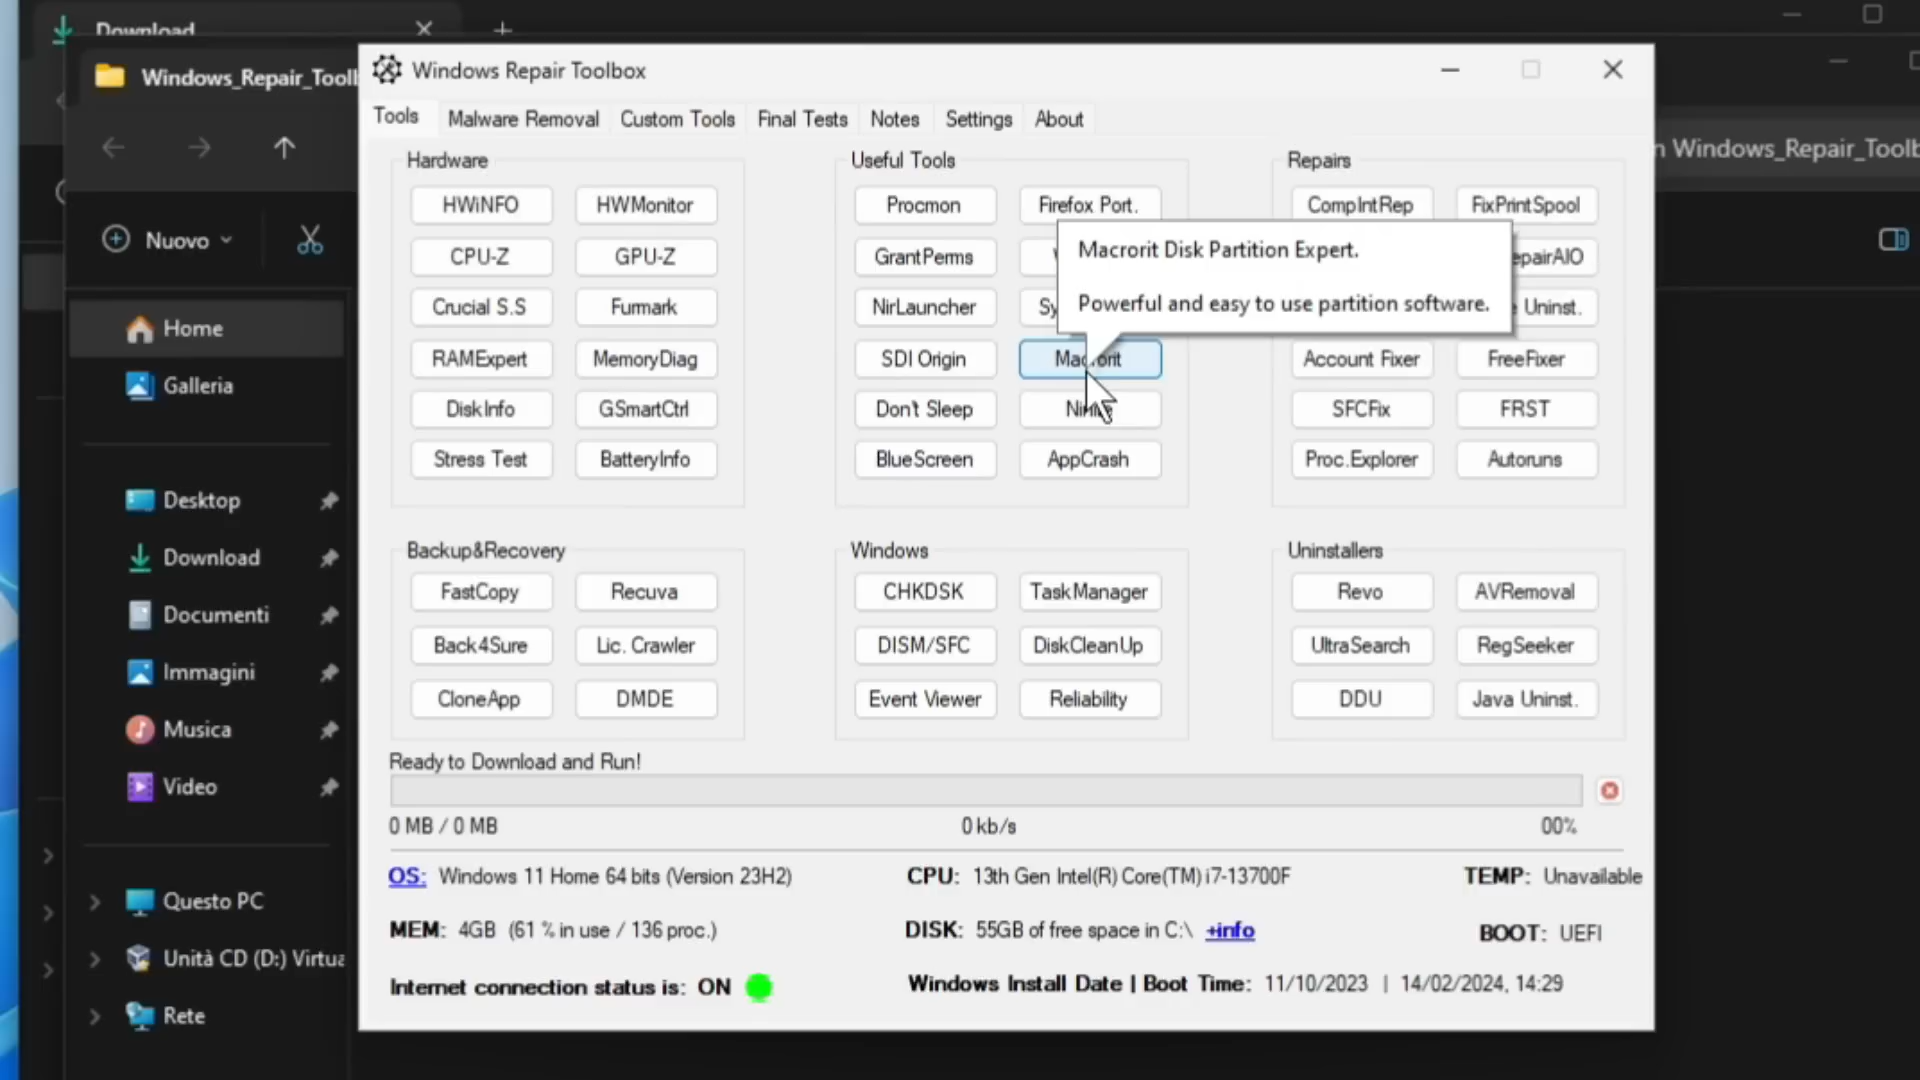 Download
Windows_Repair_Tooll
Windows Repair Toolbox
Tools
Malware Removal
Custom Tools
Final Tests
Notes
Settings
About
n Windows_Repair_Toolb
Nuovo
Home
Galleria
Desktop
Download
Documenti
Immagini
Musica
Video
Questo PC
Unità CD (D:) Virtua
Rete
Hardware
HWiNFO
HWMonitor
CPU-Z
GPU-Z
Crucial S.S
Furmark
RAMExpert
MemoryDiag
DiskInfo
GSmartCtrl
Stress Test
BatteryInfo
Useful Tools
Procmon
Firefox Port.
GrantPerms
NirLauncher
Sy
SDI Origin
Macrorit
Don't Sleep
BlueScreen
AppCrash
Macrorit Disk Partition Expert.
Powerful and easy to use partition software.
Repairs
CompIntRep
FixPrintSpool
epairAIO
Uninst.
Account Fixer
FreeFixer
SFCFix
FRST
Proc.Explorer
Autoruns
Backup&Recovery
FastCopy
Recuva
Back4Sure
Lic. Crawler
CloneApp
DMDE
Windows
CHKDSK
TaskManager
DISM/SFC
DiskCleanUp
Event Viewer
Reliability
Uninstallers
Revo
AVRemoval
UltraSearch
RegSeeker
DDU
Java Uninst.
Ready to Download and Run!
0 MB / 0 MB
0 kb/s
00%
OS: Windows 11 Home 64 bits (Version 23H2)
CPU: 13th Gen Intel(R) Core(TM) i7-13700F
TEMP: Unavailable
MEM: 4GB (61 % in use / 136 proc.)
DISK: 55GB of free space in C:\ +info
BOOT: UEFI
Internet connection status is: ON
Windows Install Date | Boot Time: 11/10/2023 | 14/02/2024, 14:29